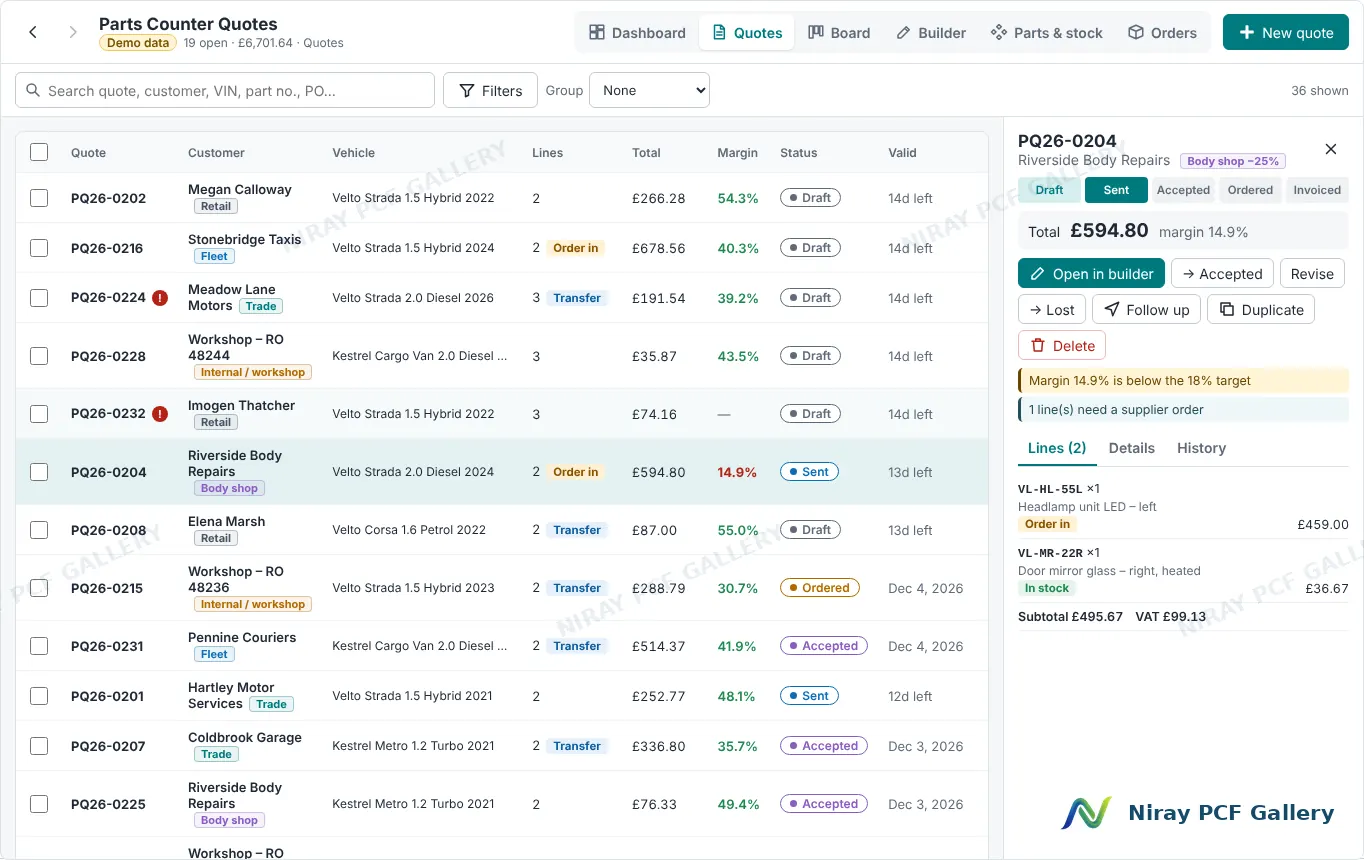 Parts Counter Quotes
Demo data 19 open · £6,701.64 · Quotes
Dashboard Quotes Board Builder Parts & stock Orders New quote
Search quote, customer, VIN, part no., PO... Filters Group None 36 shown
Quote Customer Vehicle Lines Total Margin Status Valid
PQ26-0202 Megan Calloway Retail Velto Strada 1.5 Hybrid 2022 2 £266.28 54.3% Draft 14d left
PQ26-0216 Stonebridge Taxis Fleet Velto Strada 1.5 Hybrid 2024 2 Order in £678.56 40.3% Draft 14d left
PQ26-0224 ! Meadow Lane Motors Trade Velto Strada 2.0 Diesel 2026 3 Transfer £191.54 39.2% Draft 14d left
PQ26-0228 Workshop – RO 48244 Internal / workshop Kestrel Cargo Van 2.0 Diesel ... 3 £35.87 43.5% Draft 14d left
PQ26-0232 ! Imogen Thatcher Retail Velto Strada 1.5 Hybrid 2022 3 £74.16 — Draft 14d left
PQ26-0204 Riverside Body Repairs Body shop Velto Strada 2.0 Diesel 2024 2 Order in £594.80 14.9% Sent 13d left
PQ26-0208 Elena Marsh Retail Velto Corsa 1.6 Petrol 2022 2 Transfer £87.00 55.0% Draft 13d left
PQ26-0215 Workshop – RO 48236 Internal / workshop Velto Strada 1.5 Hybrid 2023 2 Transfer £288.79 30.7% Ordered Dec 4, 2026
PQ26-0231 Pennine Couriers Fleet Kestrel Cargo Van 2.0 Diesel ... 2 Transfer £514.37 41.9% Accepted Dec 4, 2026
PQ26-0201 Hartley Motor Services Trade Velto Strada 1.5 Hybrid 2021 2 £252.77 48.1% Sent 12d left
PQ26-0207 Coldbrook Garage Trade Kestrel Metro 1.2 Turbo 2021 2 Transfer £336.80 35.7% Accepted Dec 3, 2026
PQ26-0225 Riverside Body Repairs Body shop Kestrel Metro 1.2 Turbo 2021 2 £76.33 49.4% Accepted Dec 3, 2026
Workshop – RO
PQ26-0204
Riverside Body Repairs Body shop −25%
Draft Sent Accepted Ordered Invoiced
Total £594.80 margin 14.9%
Open in builder → Accepted Revise
→ Lost Follow up Duplicate
Delete
Margin 14.9% is below the 18% target
1 line(s) need a supplier order
Lines (2) Details History
VL-HL-55L ×1
Headlamp unit LED – left
Order in £459.00
VL-MR-22R ×1
Door mirror glass – right, heated
In stock £36.67
Subtotal £495.67 VAT £99.13
Niray PCF Gallery
NIRAY PCF GALLERY
NIRAY PCF GALLERY
NIRAY PCF GALLERY
NIRAY PCF GALLERY
NIRAY PCF GALLERY